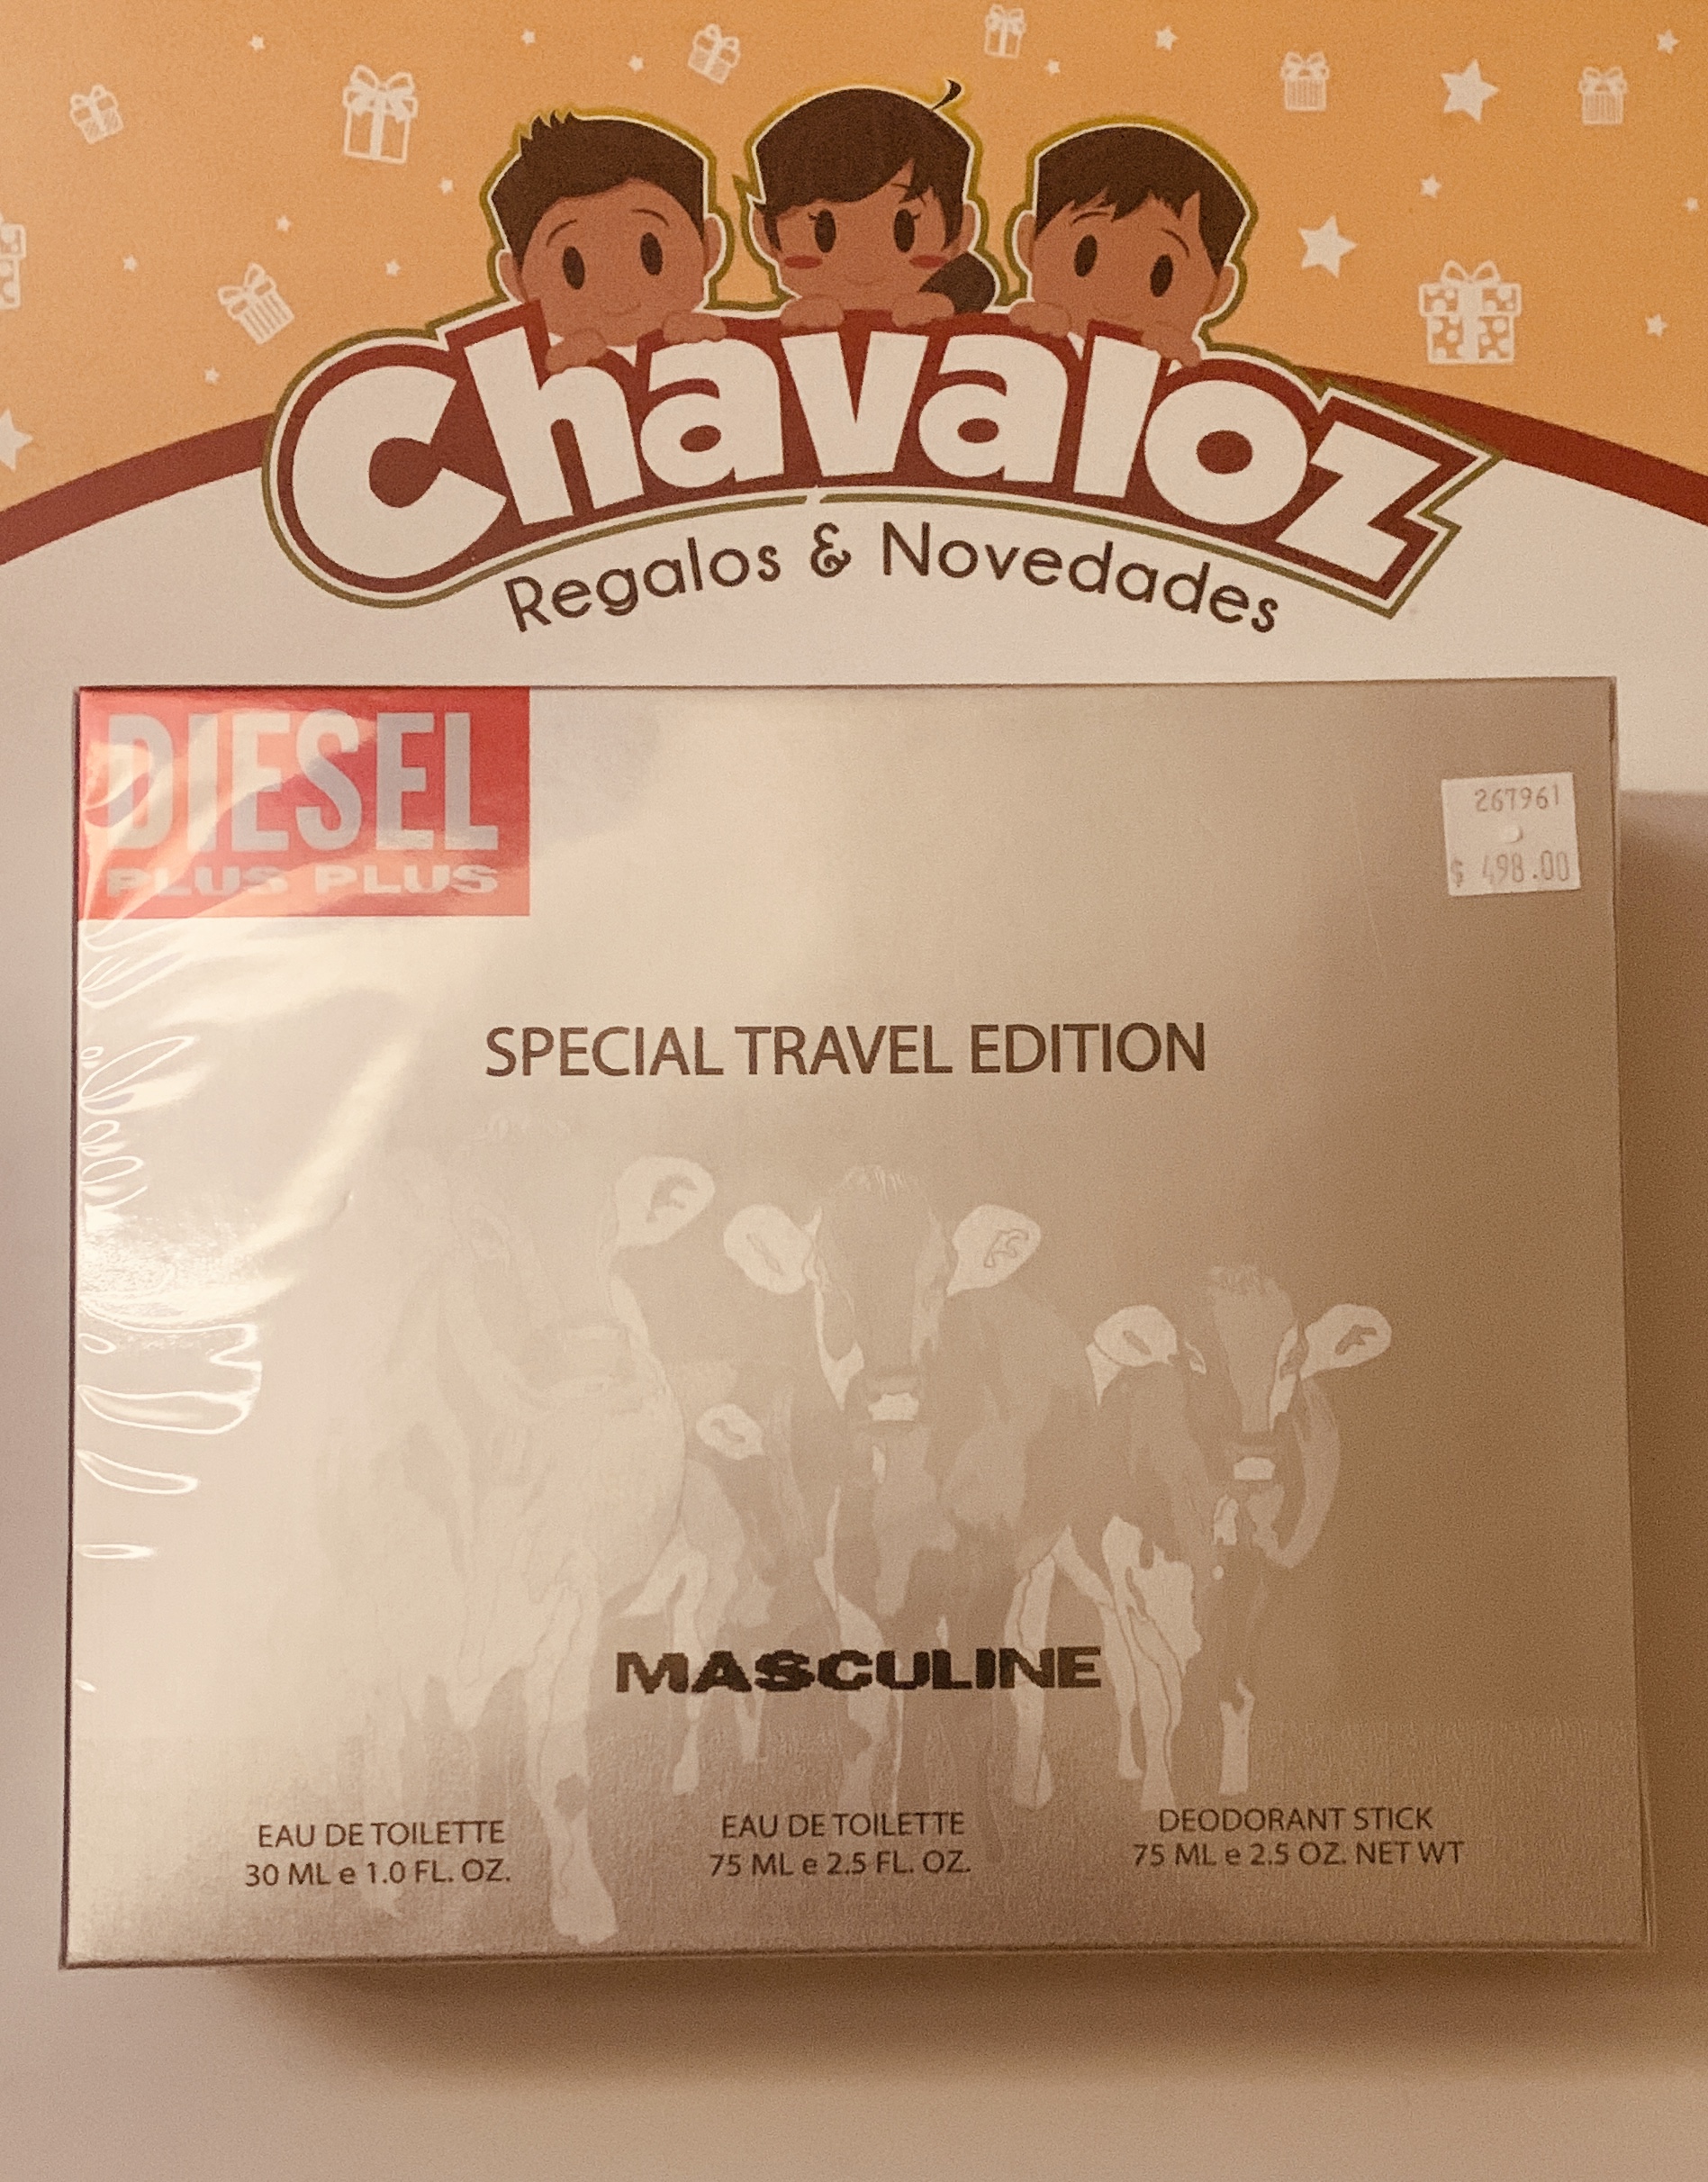 Chavaloz
Regalos & Novedades
DIESEL
PLUS PLUS
267961
$ 498.00
SPECIAL TRAVEL EDITION
MASCULINE
EAU DE TOILETTE
30 ML e 1.0 FL. OZ.
EAU DE TOILETTE
75 ML e 2.5 FL. OZ.
DEODORANT STICK
75 ML e 2.5 OZ. NET WT